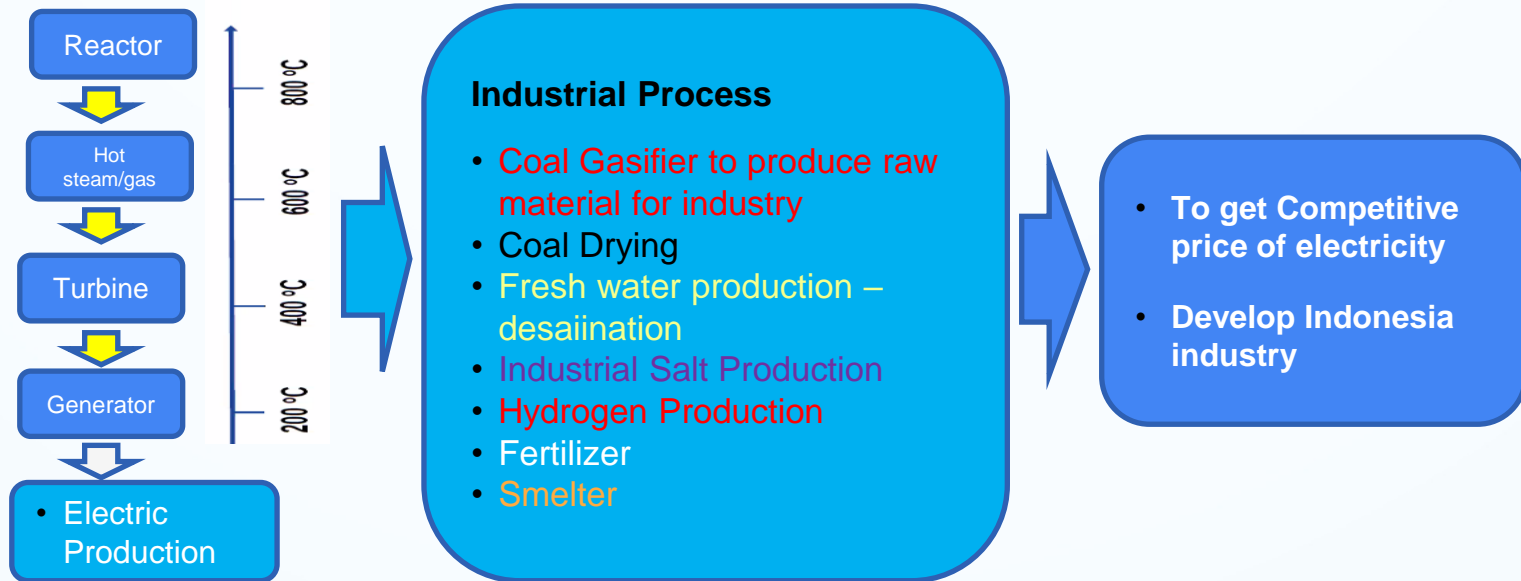 Reactor
Hot
steam/gas
Turbine
Generator
• Electric
Production
800°C
600°C
400°C
200°C
Industrial Process
• Coal Gasifier to produce raw
material for industry
• Coal Drying
• Fresh water production –
desaiination
• Industrial Salt Production
• Hydrogen Production
• Fertilizer
• Smelter
• To get Competitive
price of electricity
• Develop Indonesia
industry